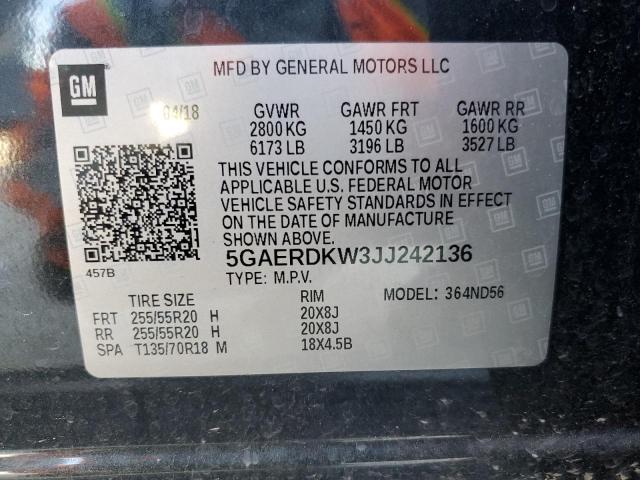 GM
MFD BY GENERAL MOTORS LLC
04/18 GVWR GAWR FRT GAWR RR
2800 KG 1450 KG 1600 KG
6173 LB 3196 LB 3527 LB
THIS VEHICLE CONFORMS TO ALL
APPLICABLE U.S. FEDERAL MOTOR
VEHICLE SAFETY STANDARDS IN EFFECT
ON THE DATE OF MANUFACTURE
SHOWN ABOVE.
457B
5GAERDKW3JJ242136
TYPE: M.P.V.
TIRE SIZE RIM MODEL: 364ND56
FRT 255/55R20 H 20X8J
RR 255/55R20 H 20X8J
SPA T135/70R18 M 18X4.5B